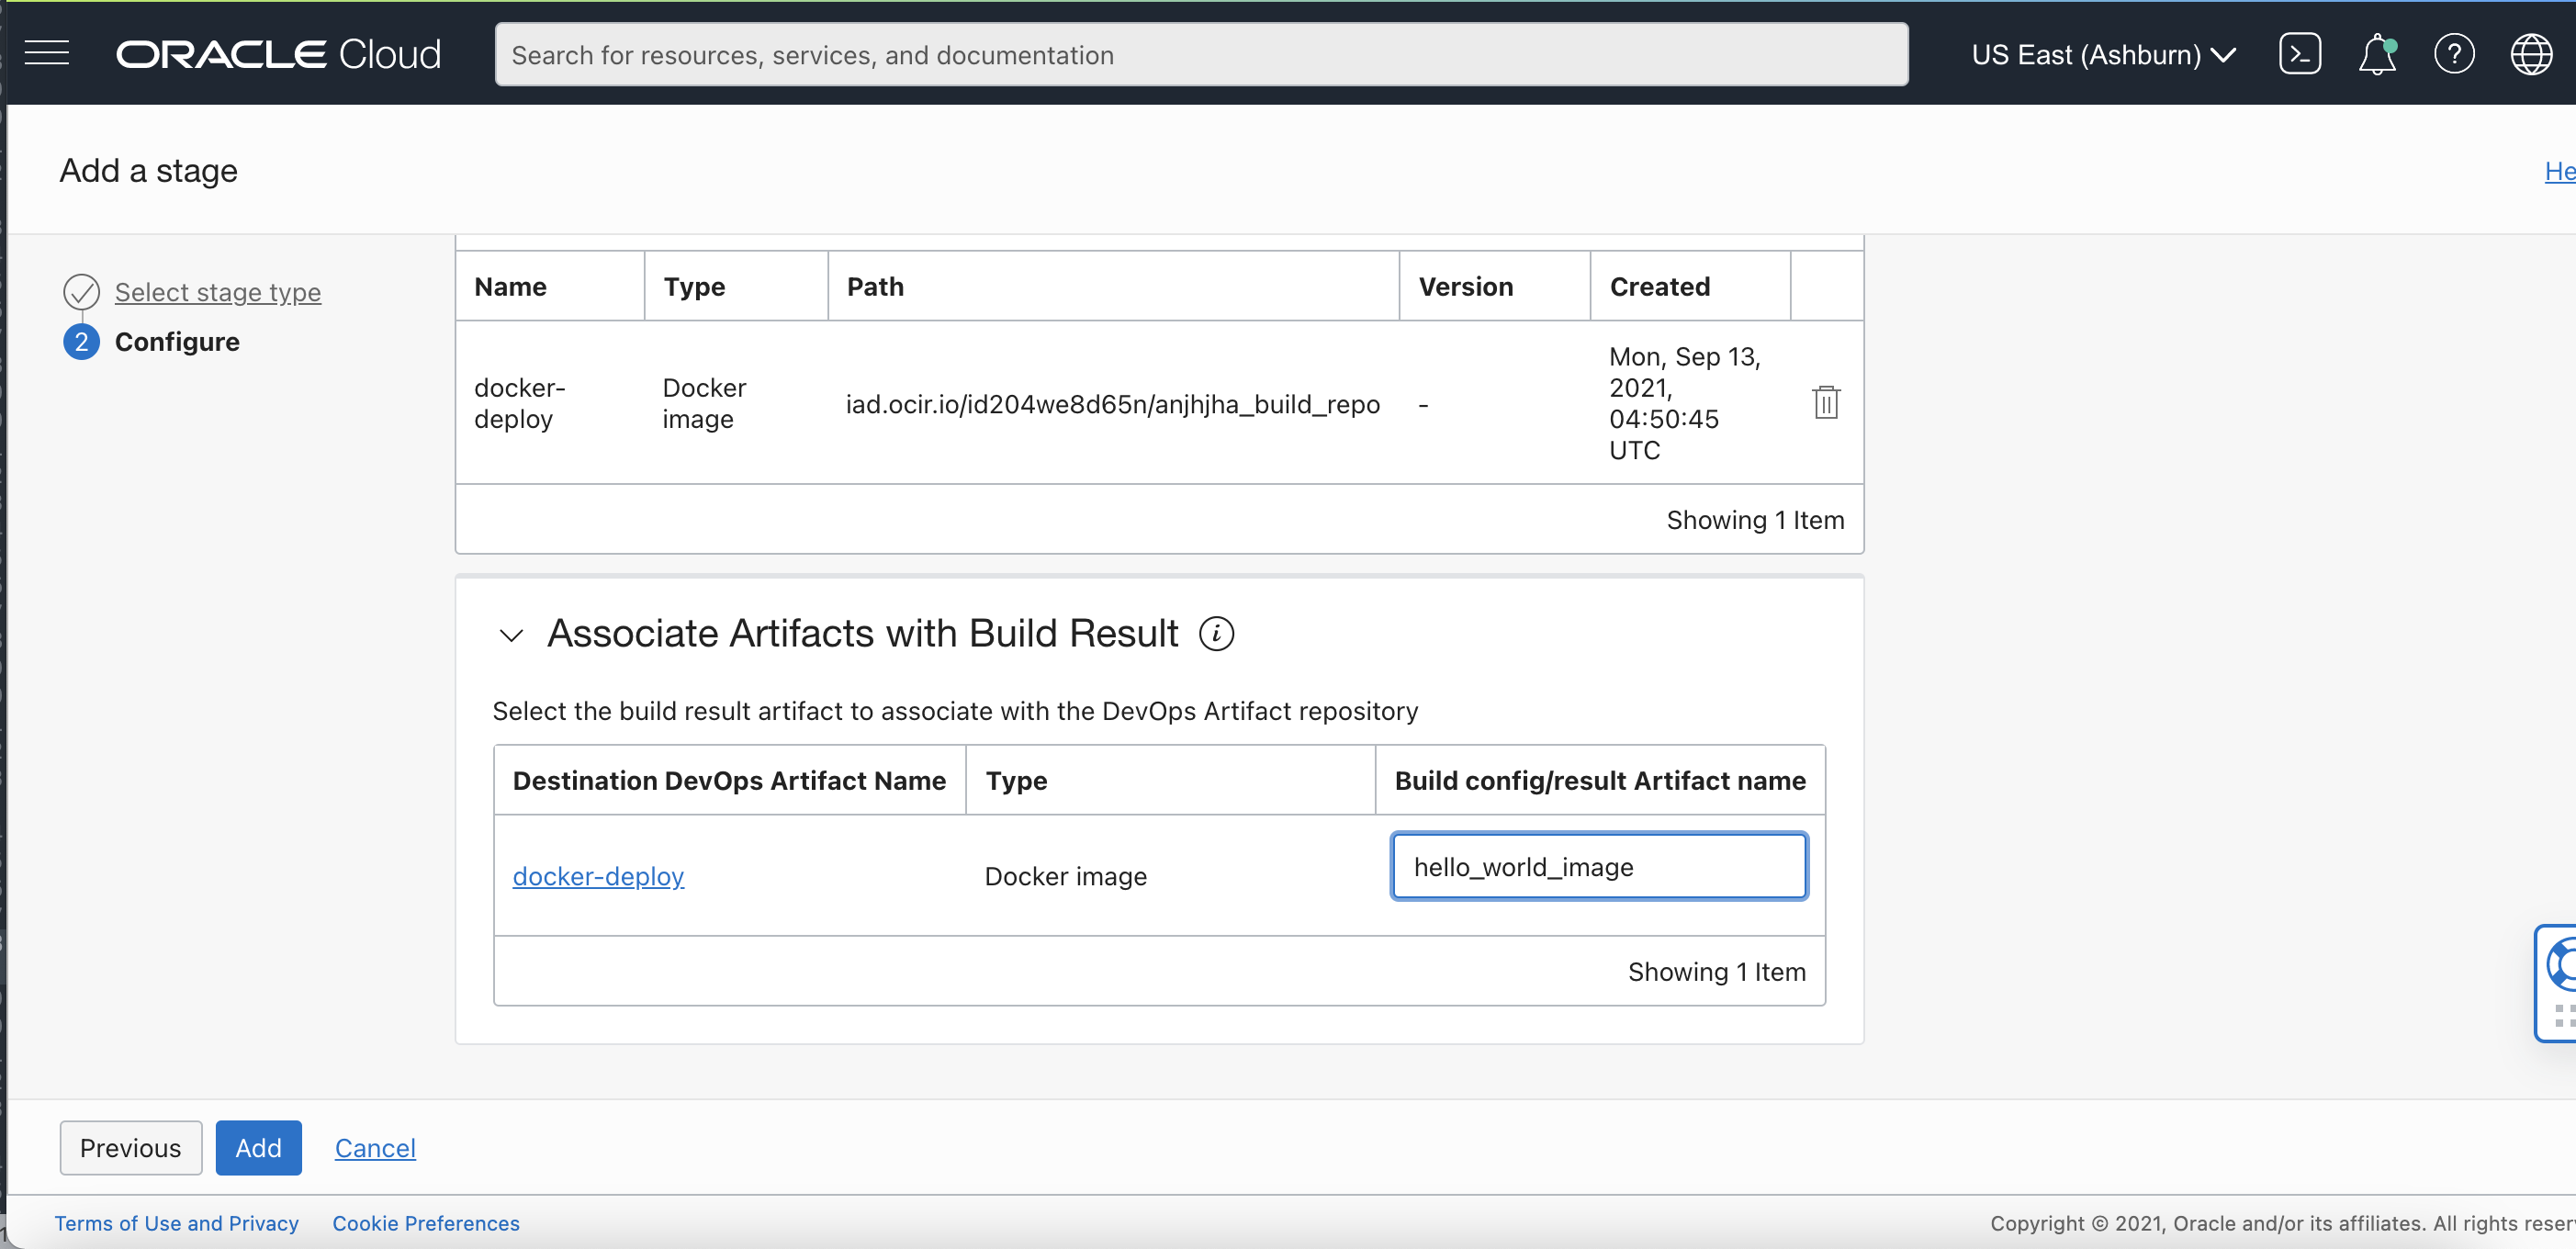 ORACLE Cloud
Search for resources, services, and documentation
US East (Ashburn)
Add a stage
He
Select stage type
2 Configure
Name Type Path Version Created
docker-deploy Docker image iad.ocir.io/id204we8d65n/anjhjha_build_repo - Mon, Sep 13, 2021, 04:50:45 UTC
Showing 1 Item
Associate Artifacts with Build Result
Select the build result artifact to associate with the DevOps Artifact repository
Destination DevOps Artifact Name Type Build config/result Artifact name
docker-deploy Docker image hello_world_image
Showing 1 Item
Previous Add Cancel
Terms of Use and Privacy Cookie Preferences
Copyright © 2021, Oracle and/or its affiliates. All rights reser